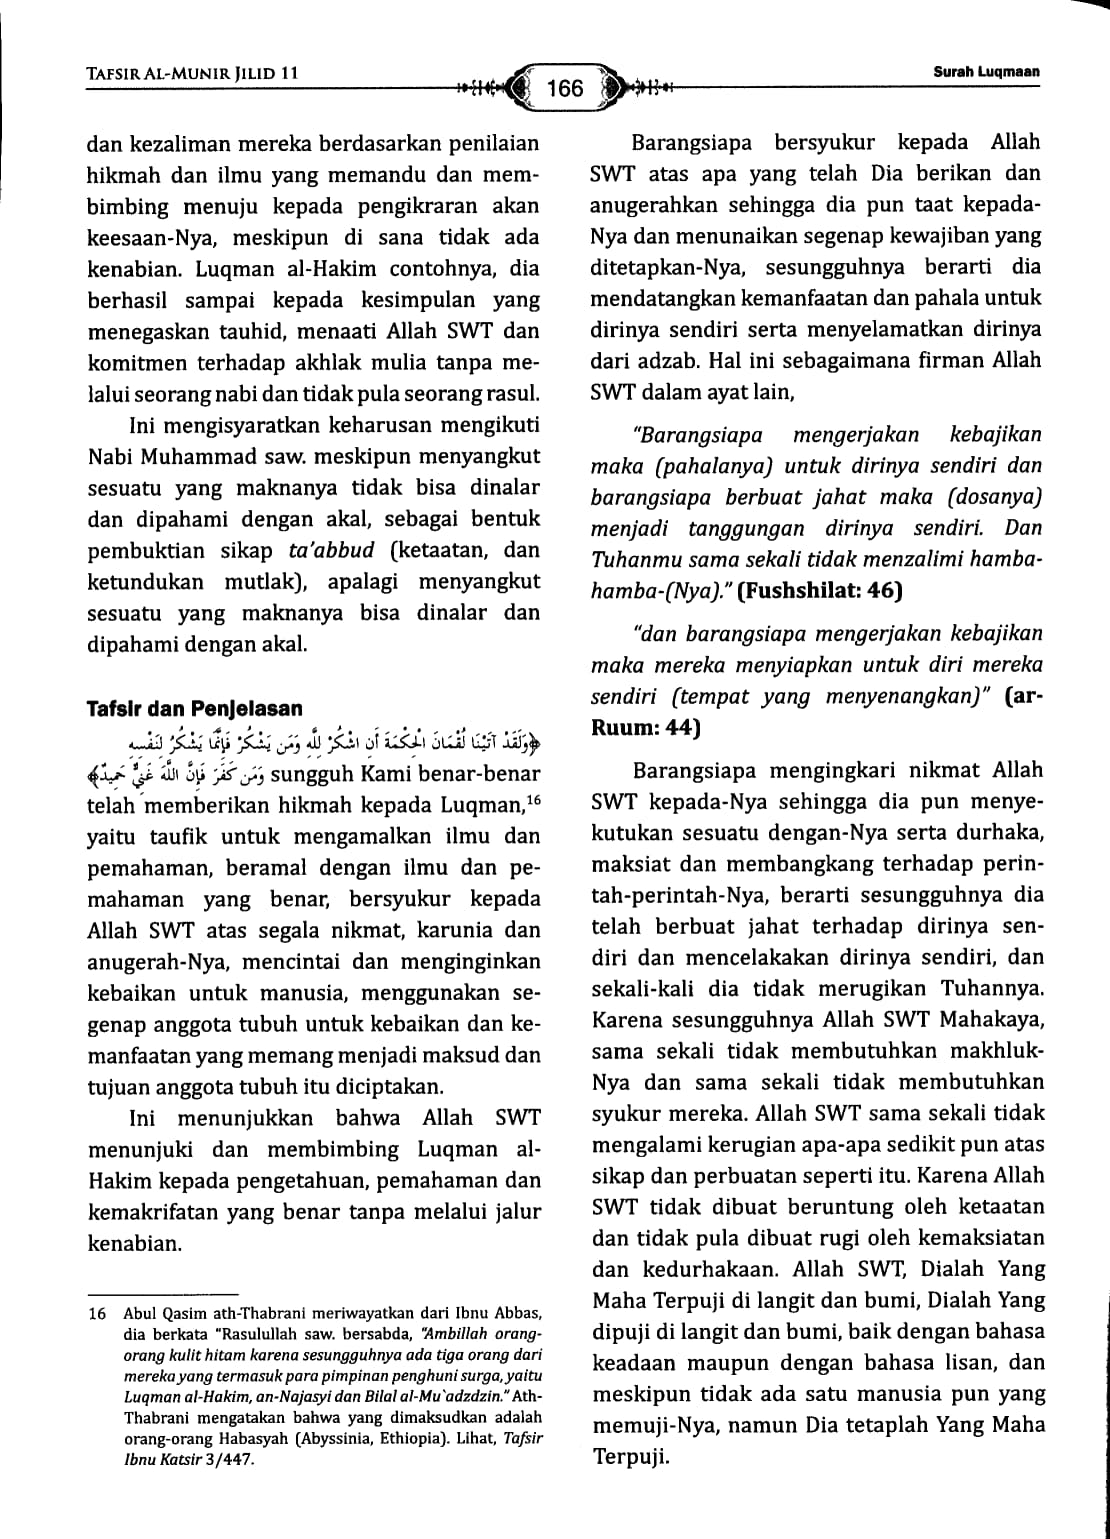 TAFSIR AL-MUNIR JILID 11
166
Surah Luqmaan
dan kezaliman mereka berdasarkan penilaian
hikmah dan ilmu yang memandu dan mem-
bimbing menuju kepada pengikraran akan
keesaan-Nya, meskipun di sana tidak ada
kenabian. Luqman al-Hakim contohnya, dia
berhasil sampai kepada kesimpulan yang
menegaskan tauhid, menaati Allah SWT dan
komitmen terhadap akhlak mulia tanpa me-
lalui seorang nabi dan tidak pula seorang rasul.
Ini mengisyaratkan keharusan mengikuti
Nabi Muhammad saw. meskipun menyangkut
sesuatu yang maknanya tidak bisa dinalar
dan dipahami dengan akal, sebagai bentuk
pembuktian sikap ta’abbud (ketaatan, dan
ketundukan mutlak), apalagi menyangkut
sesuatu yang maknanya bisa dinalar dan
dipahami dengan akal.
Tafsir dan Penjelasan
﴿وَلَقَدْ آتَيْنَا لُقْمَانَ الْحِكْمَةَ أَنِ اشْكُرْ لِلَّهِ وَمَن يَشْكُرْ فَإِنَّمَا يَشْكُرُ لِنَفْسِهِ
وَمَن كَفَرَ فَإِنَّ اللَّهَ غَنِيٌّ حَمِيدٌ﴾ sungguh Kami benar-benar
telah memberikan hikmah kepada Luqman,16
yaitu taufik untuk mengamalkan ilmu dan
pemahaman, beramal dengan ilmu dan pe-
mahaman yang benar, bersyukur kepada
Allah SWT atas segala nikmat, karunia dan
anugerah-Nya, mencintai dan menginginkan
kebaikan untuk manusia, menggunakan se-
genap anggota tubuh untuk kebaikan dan ke-
manfaatan yang memang menjadi maksud dan
tujuan anggota tubuh itu diciptakan.
Ini menunjukkan bahwa Allah SWT
menunjuki dan membimbing Luqman al-
Hakim kepada pengetahuan, pemahaman dan
kemakrifatan yang benar tanpa melalui jalur
kenabian.
16 Abul Qasim ath-Thabrani meriwayatkan dari Ibnu Abbas,
dia berkata "Rasulullah saw. bersabda, “Ambillah orang-
orang kulit hitam karena sesungguhnya ada tiga orang dari
mereka yang termasuk para pimpinan penghuni surga, yaitu
Luqman al-Hakim, an-Najasyi dan Bilal al-Mu`adzdzin.” Ath-
Thabrani mengatakan bahwa yang dimaksudkan adalah
orang-orang Habasyah (Abyssinia, Ethiopia). Lihat, Tafsir
Ibnu Katsir 3/447.
Barangsiapa bersyukur kepada Allah
SWT atas apa yang telah Dia berikan dan
anugerahkan sehingga dia pun taat kepada-
Nya dan menunaikan segenap kewajiban yang
ditetapkan-Nya, sesungguhnya berarti dia
mendatangkan kemanfaatan dan pahala untuk
dirinya sendiri serta menyelamatkan dirinya
dari adzab. Hal ini sebagaimana firman Allah
SWT dalam ayat lain,
“Barangsiapa mengerjakan kebajikan
maka (pahalanya) untuk dirinya sendiri dan
barangsiapa berbuat jahat maka (dosanya)
menjadi tanggungan dirinya sendiri. Dan
Tuhanmu sama sekali tidak menzalimi hamba-
hamba-(Nya).” (Fushshilat: 46)
“dan barangsiapa mengerjakan kebajikan
maka mereka menyiapkan untuk diri mereka
sendiri (tempat yang menyenangkan)” (ar-
Ruum: 44)
Barangsiapa mengingkari nikmat Allah
SWT kepada-Nya sehingga dia pun menye-
kutukan sesuatu dengan-Nya serta durhaka,
maksiat dan membangkang terhadap perin-
tah-perintah-Nya, berarti sesungguhnya dia
telah berbuat jahat terhadap dirinya sen-
diri dan mencelakakan dirinya sendiri, dan
sekali-kali dia tidak merugikan Tuhannya.
Karena sesungguhnya Allah SWT Mahakaya,
sama sekali tidak membutuhkan makhluk-
Nya dan sama sekali tidak membutuhkan
syukur mereka. Allah SWT sama sekali tidak
mengalami kerugian apa-apa sedikit pun atas
sikap dan perbuatan seperti itu. Karena Allah
SWT tidak dibuat beruntung oleh ketaatan
dan tidak pula dibuat rugi oleh kemaksiatan
dan kedurhakaan. Allah SWT, Dialah Yang
Maha Terpuji di langit dan bumi, Dialah Yang
dipuji di langit dan bumi, baik dengan bahasa
keadaan maupun dengan bahasa lisan, dan
meskipun tidak ada satu manusia pun yang
memuji-Nya, namun Dia tetaplah Yang Maha
Terpuji.